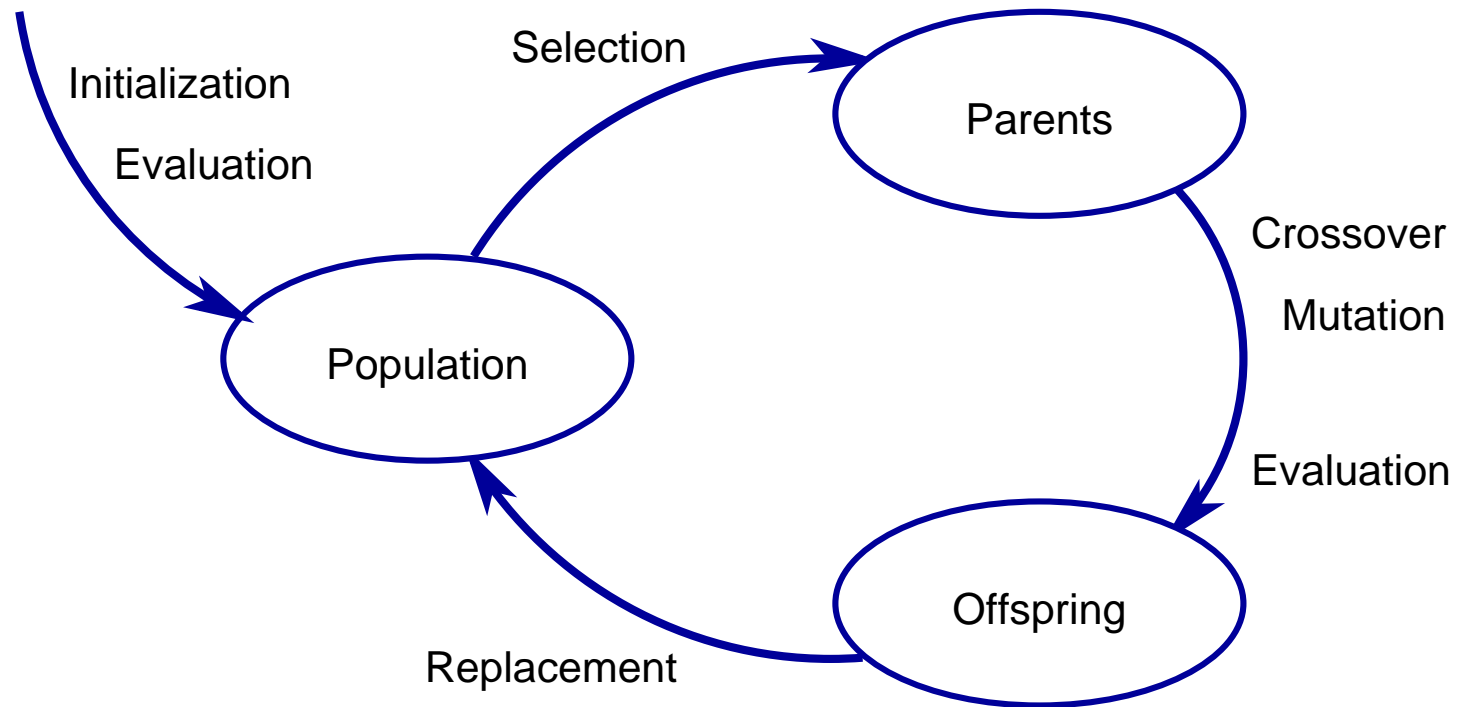 Initialization
Evaluation
Selection
Parents
Crossover
Mutation
Evaluation
Offspring
Replacement
Population